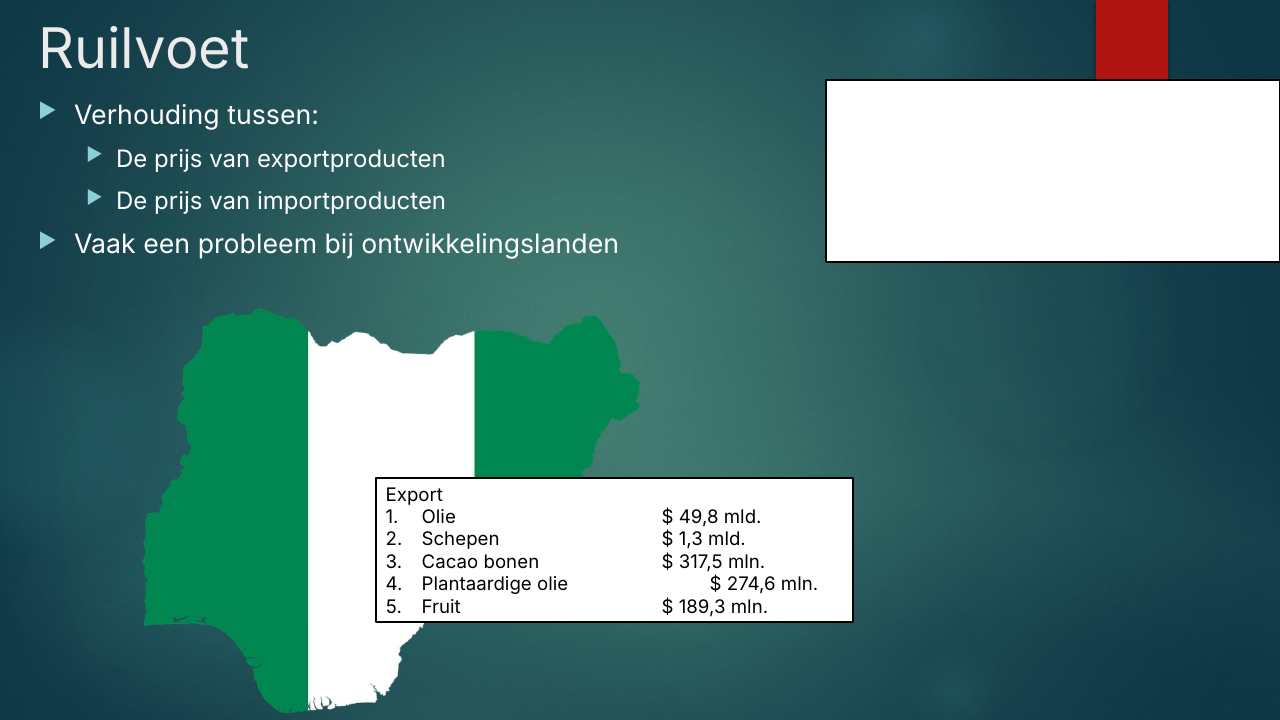 Ruilvoet
Verhouding tussen:
De prijs van exportproducten
De prijs van importproducten
Vaak een probleem bij ontwikkelingslanden
Export
1. Olie $ 49,8 mld.
2. Schepen $ 1,3 mld.
3. Cacao bonen $ 317,5 mln.
4. Plantaardige olie $ 274,6 mln.
5. Fruit $ 189,3 mln.